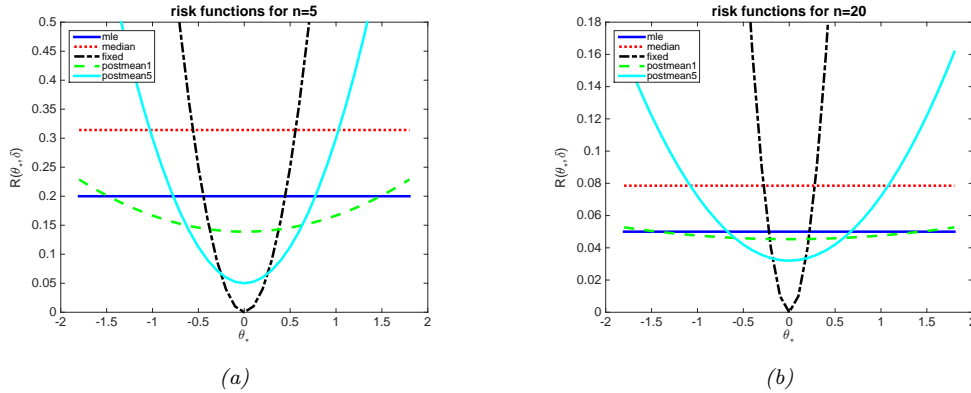 risk functions for n=5
0.5
0.45
0.4
0.35
0.3
0.25
0.2
0.15
0.1
0.05
0
R(θ*,δ)
mle
median
fixed
postmean1
postmean5
-2 -1.5 -1 -0.5 0 0.5 1 1.5 2
θ*
(a)
risk functions for n=20
0.18
0.16
0.14
0.12
0.1
0.08
0.06
0.04
0.02
0
R(θ*,δ)
mle
median
fixed
postmean1
postmean5
-2 -1.5 -1 -0.5 0 0.5 1 1.5 2
θ*
(b)